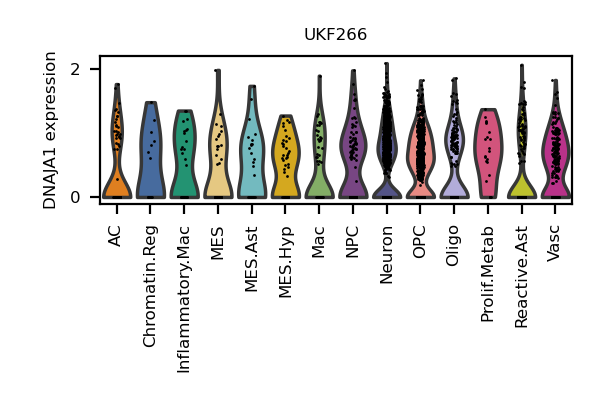 UKF266
DNAJA1 expression
2
0
AC
Chromatin.Reg
Inflammatory.Mac
MES
MES.Ast
MES.Hyp
Mac
NPC
Neuron
OPC
Oligo
Prolif.Metab
Reactive.Ast
Vasc